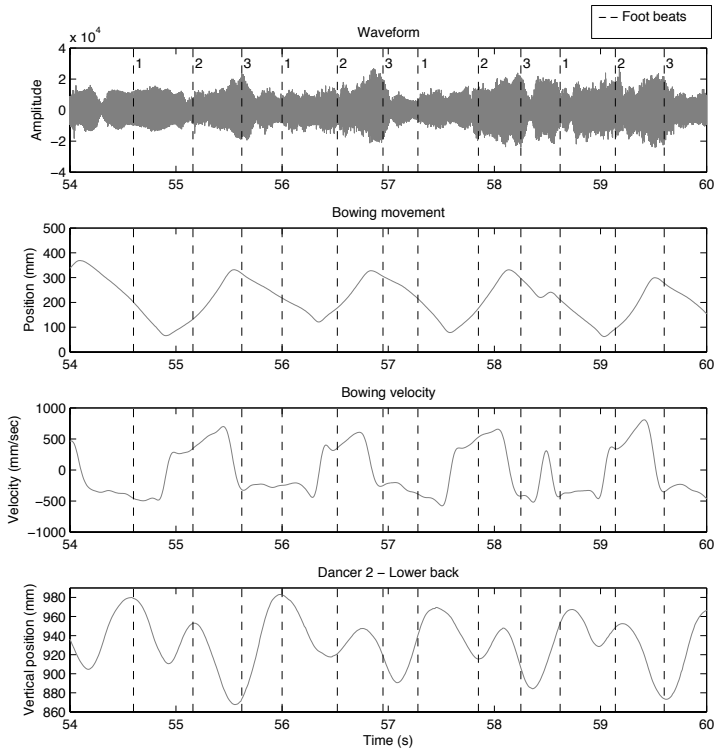 – – Foot beats
x 10⁴
Waveform
4
2
0
−2
−4
Amplitude
1 2 3 1 2 3 1 2 3 1 2 3
54 55 56 57 58 59 60
Bowing movement
500
400
300
200
100
0
Position (mm)
54 55 56 57 58 59 60
Bowing velocity
1000
500
0
−500
−1000
Velocity (mm/sec)
54 55 56 57 58 59 60
Dancer 2 − Lower back
980
960
940
920
900
880
860
Vertical position (mm)
54 55 56 57 58 59 60
Time (s)